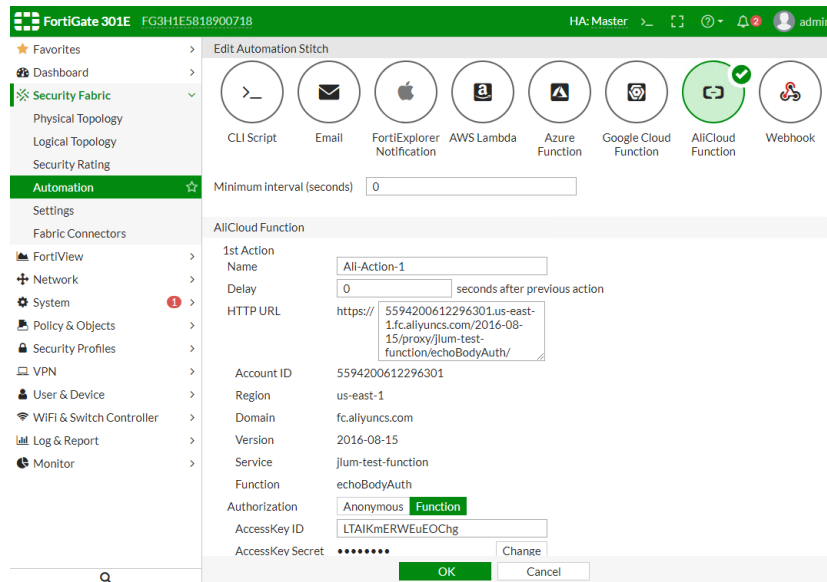 FortiGate 301E FG3H1E5818900718
HA: Master >_ 2 admin
Favorites
Dashboard
Security Fabric
Physical Topology
Logical Topology
Security Rating
Automation
Settings
Fabric Connectors
FortiView
Network
System 1
Policy & Objects
Security Profiles
VPN
User & Device
WiFi & Switch Controller
Log & Report
Monitor
Edit Automation Stitch
CLI Script
Email
FortiExplorer Notification
AWS Lambda
Azure Function
Google Cloud Function
AliCloud Function
Webhook
Minimum interval (seconds) 0
AliCloud Function
1st Action
Name Ali-Action-1
Delay 0 seconds after previous action
HTTP URL https:// 5594200612296301.us-east-
1.fc.aliyuncs.com/2016-08-
15/proxy/jlum-test-
function/echoBodyAuth/
Account ID 5594200612296301
Region us-east-1
Domain fc.aliyuncs.com
Version 2016-08-15
Service jlum-test-function
Function echoBodyAuth
Authorization Anonymous Function
AccessKey ID LTAIKmERWEuEOChg
AccessKey Secret •••••••• Change
OK Cancel